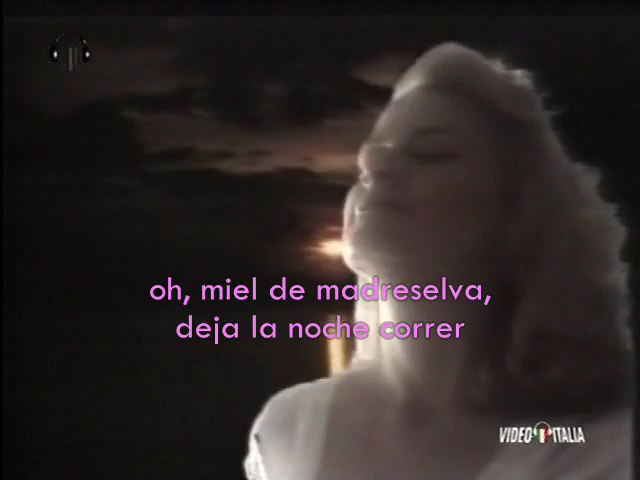 oh, miel de madreselva,
deja la noche correr
VIDEO ITALIA